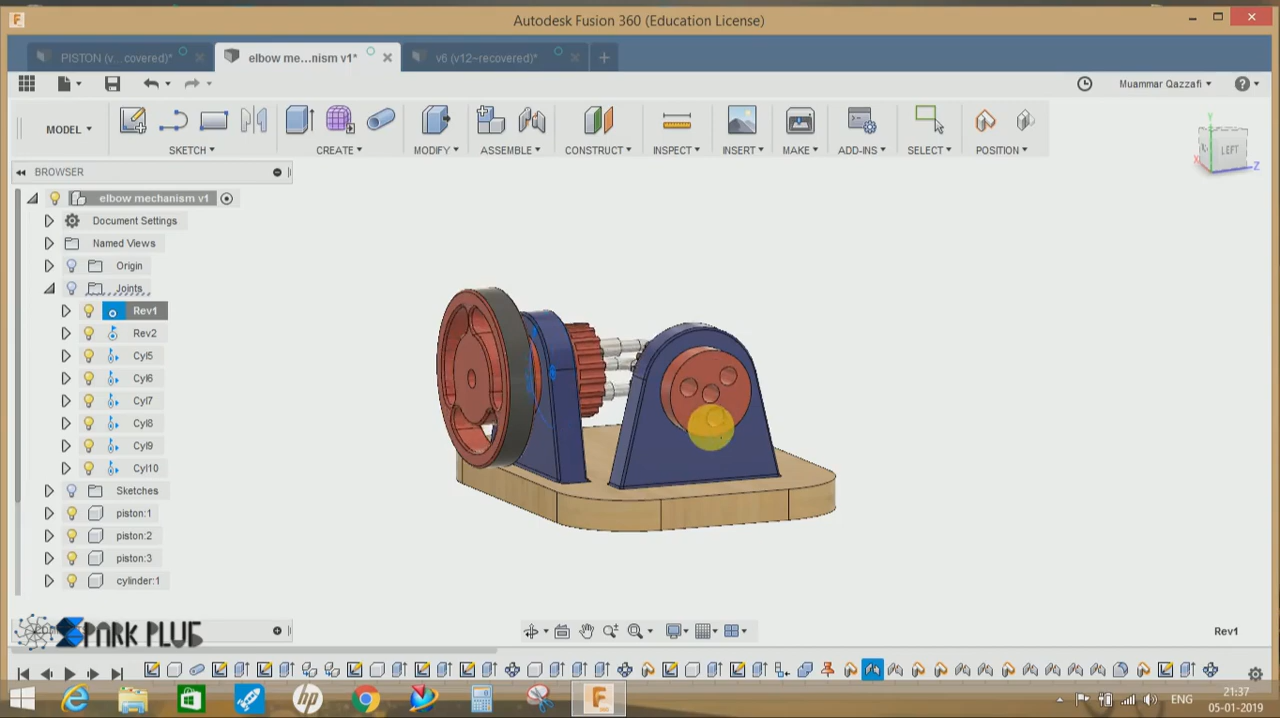 Autodesk Fusion 360 (Education License)
PISTON (v...covered)*
elbow me...nism v1*
v6 (v12~recovered)*
Muammar Qazzafi
MODEL
SKETCH
CREATE
MODIFY
ASSEMBLE
CONSTRUCT
INSPECT
INSERT
MAKE
ADD-INS
SELECT
POSITION
Y
LEFT
X
Z
BROWSER
elbow mechanism v1
Document Settings
Named Views
Origin
Joints
Rev1
Rev2
Cyl5
Cyl6
Cyl7
Cyl8
Cyl9
Cyl10
Sketches
piston:1
piston:2
piston:3
cylinder:1
SPARK PLUG
Rev1
ENG
21:37
05-01-2019